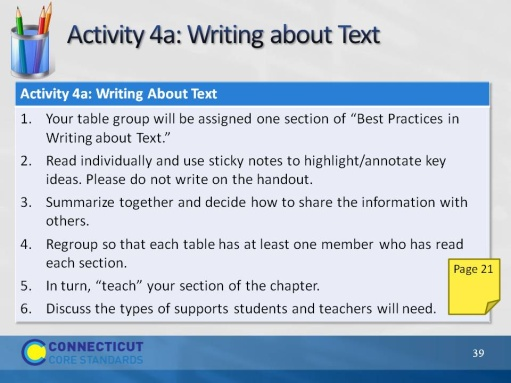 Activity 4a: Writing about Text
Activity 4a: Writing About Text
1. Your table group will be assigned one section of “Best Practices in
Writing about Text.”
2. Read individually and use sticky notes to highlight/annotate key
ideas. Please do not write on the handout.
3. Summarize together and decide how to share the information with
others.
4. Regroup so that each table has at least one member who has read
each section.
5. In turn, “teach” your section of the chapter.
6. Discuss the types of supports students and teachers will need.
Page 21
CONNECTICUT
CORE STANDARDS
39